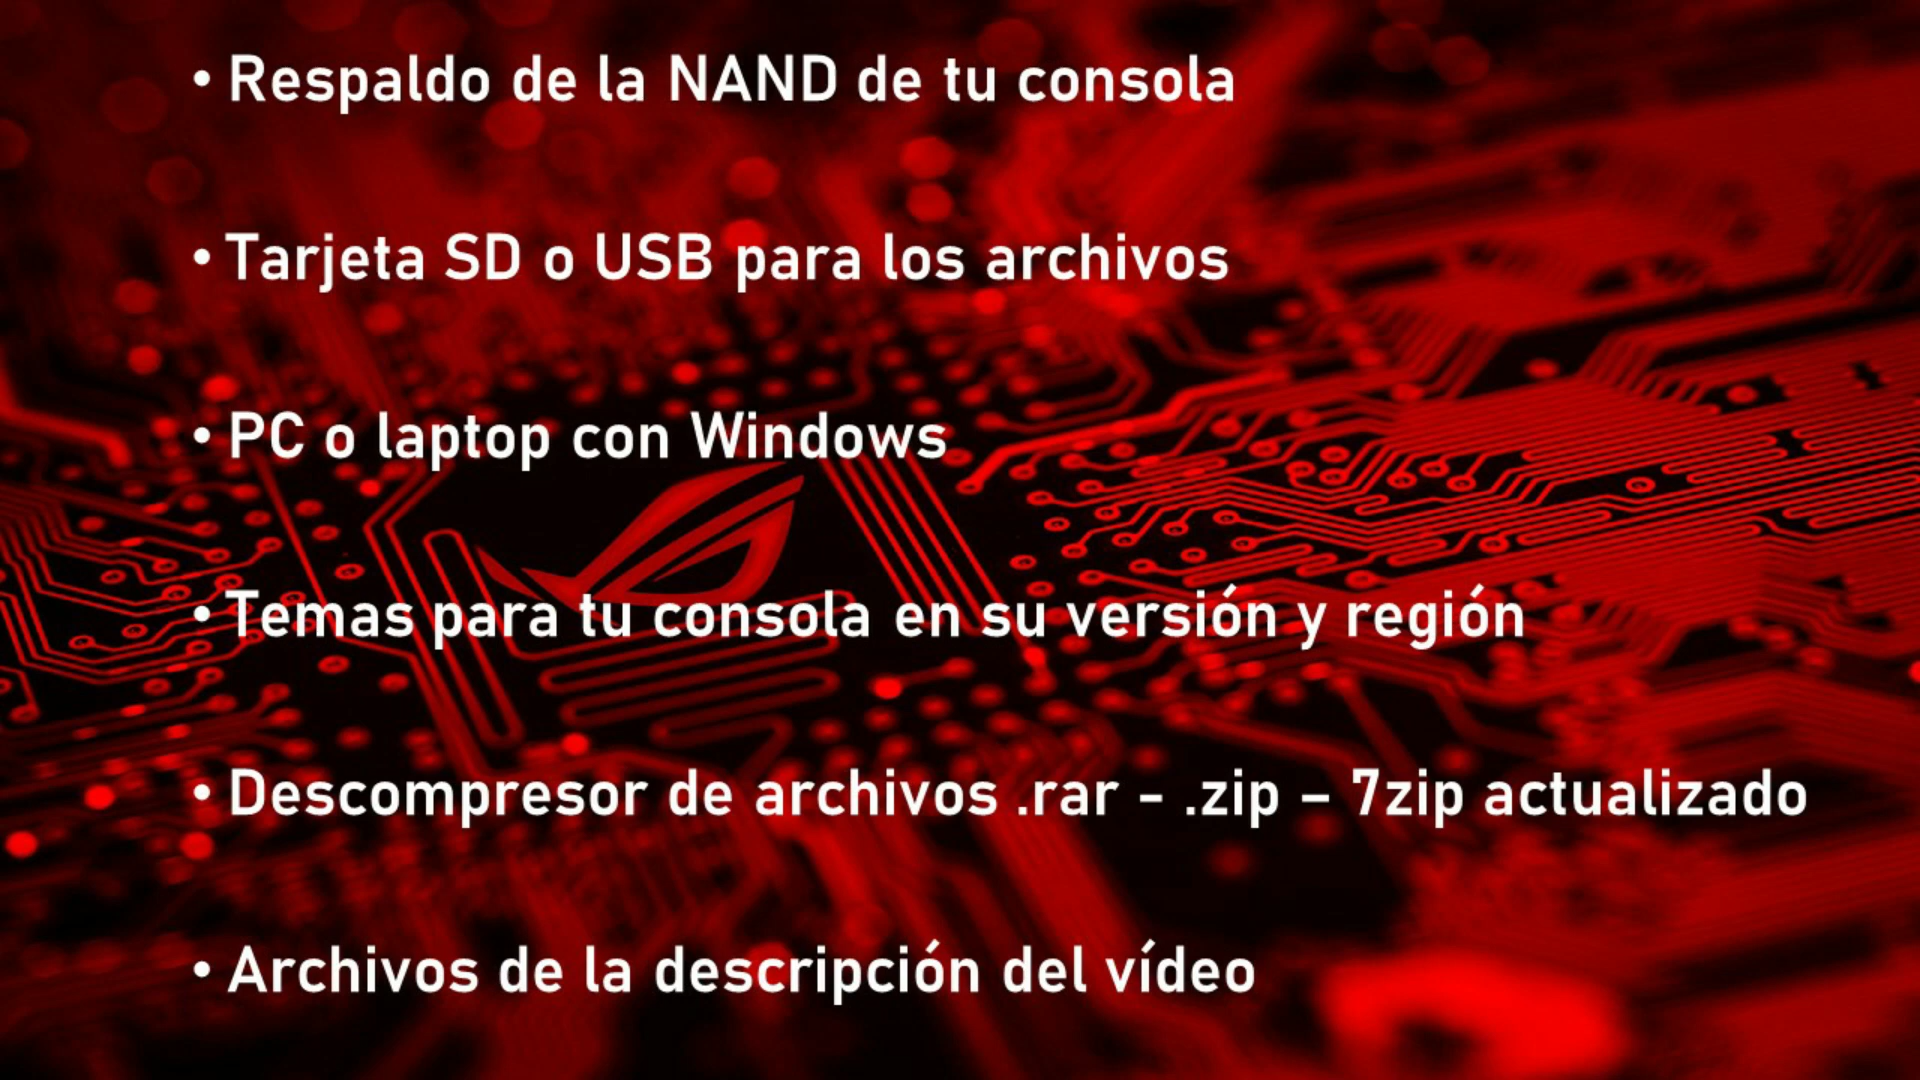 • Respaldo de la NAND de tu consola
• Tarjeta SD o USB para los archivos
• PC o laptop con Windows
• Temas para tu consola en su versión y región
• Descompresor de archivos .rar - .zip – 7zip actualizado
• Archivos de la descripción del vídeo